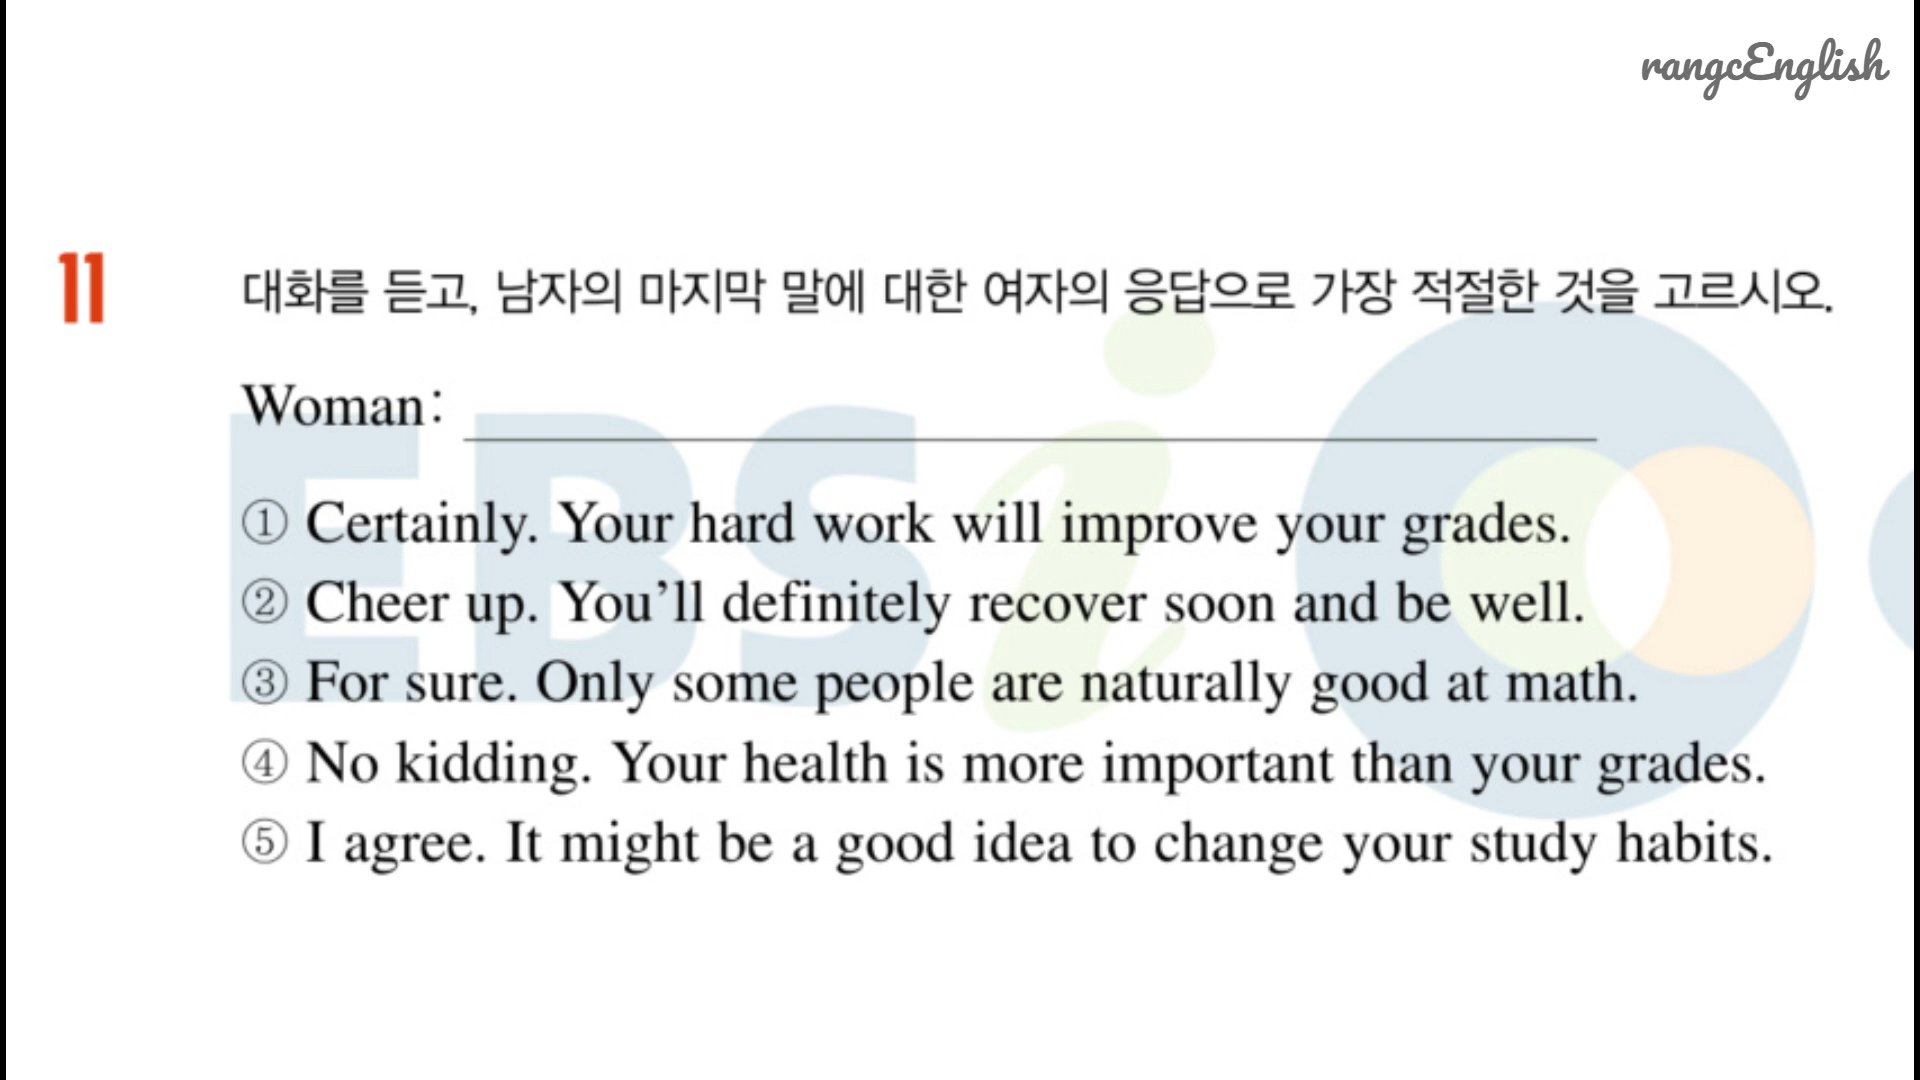 rangcEnglish
11
대화를 듣고, 남자의 마지막 말에 대한 여자의 응답으로 가장 적절한 것을 고르시오.
Woman:
① Certainly. Your hard work will improve your grades.
② Cheer up. You'll definitely recover soon and be well.
③ For sure. Only some people are naturally good at math.
④ No kidding. Your health is more important than your grades.
⑤ I agree. It might be a good idea to change your study habits.
EBSi